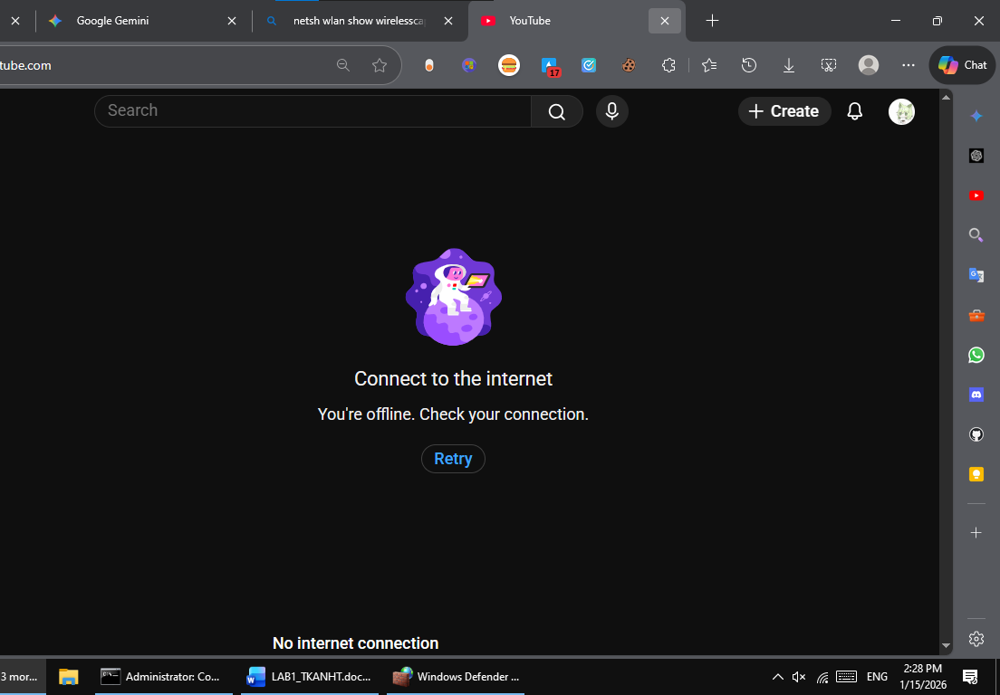 Google Gemini
netsh wlan show wirelessca
YouTube
tube.com
17
Chat
Search
Create
Connect to the internet
You're offline. Check your connection.
Retry
No internet connection
3 mor...
Administrator: Co...
LAB1_TKANHT.doc...
Windows Defender ...
ENG
2:28 PM
1/15/2026